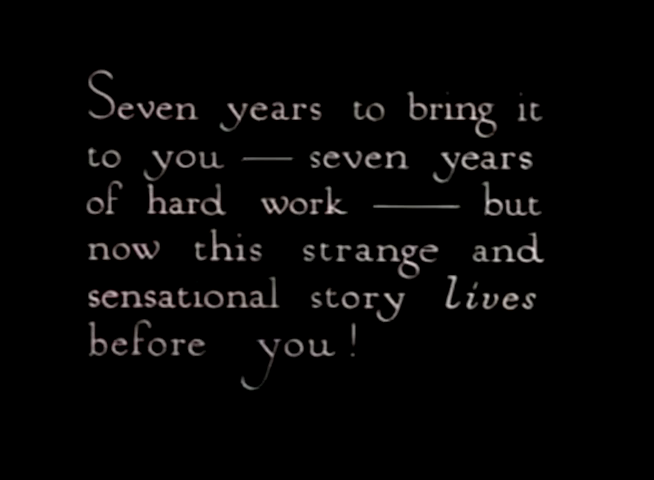 Seven years to bring it
to you — seven years
of hard work —— but
now this strange and
sensational story lives
before you!